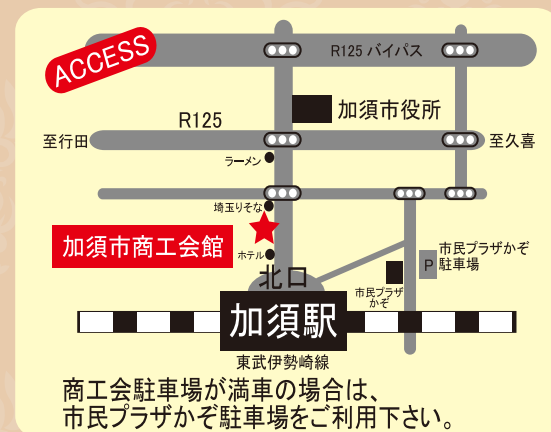 ACCESS
R125 バイパス
加須市役所
R125
至行田
至久喜
ラーメン
埼玉りそな
加須市商工会館
ホテル
市民プラザかぞ
駐車場
P
北口
市民プラザ
かぞ
加須駅
東武伊勢崎線
商工会駐車場が満車の場合は、
市民プラザかぞ駐車場をご利用下さい。